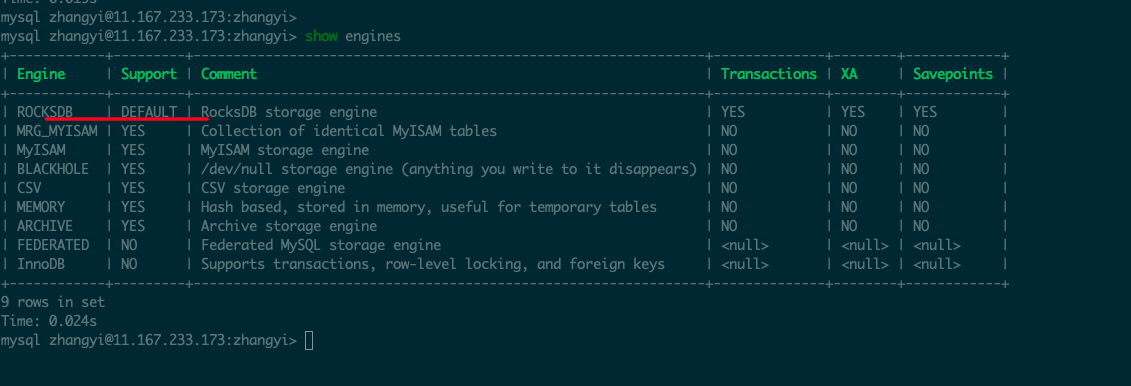 mysql zhangyi@11.167.233.173:zhangyi>
mysql zhangyi@11.167.233.173:zhangyi> show engines
+------------+---------+----------------------------------------------------------------+--------------+--------+------------+
| Engine | Support | Comment | Transactions | XA | Savepoints |
+------------+---------+----------------------------------------------------------------+--------------+--------+------------+
| ROCKSDB | DEFAULT | RocksDB storage engine | YES | YES | YES |
| MRG_MYISAM | YES | Collection of identical MyISAM tables | NO | NO | NO |
| MyISAM | YES | MyISAM storage engine | NO | NO | NO |
| BLACKHOLE | YES | /dev/null storage engine (anything you write to it disappears) | NO | NO | NO |
| CSV | YES | CSV storage engine | NO | NO | NO |
| MEMORY | YES | Hash based, stored in memory, useful for temporary tables | NO | NO | NO |
| ARCHIVE | YES | Archive storage engine | NO | NO | NO |
| FEDERATED | NO | Federated MySQL storage engine | <null> | <null> | <null> |
| InnoDB | NO | Supports transactions, row-level locking, and foreign keys | <null> | <null> | <null> |
+------------+---------+----------------------------------------------------------------+--------------+--------+------------+
9 rows in set
Time: 0.024s
mysql zhangyi@11.167.233.173:zhangyi>